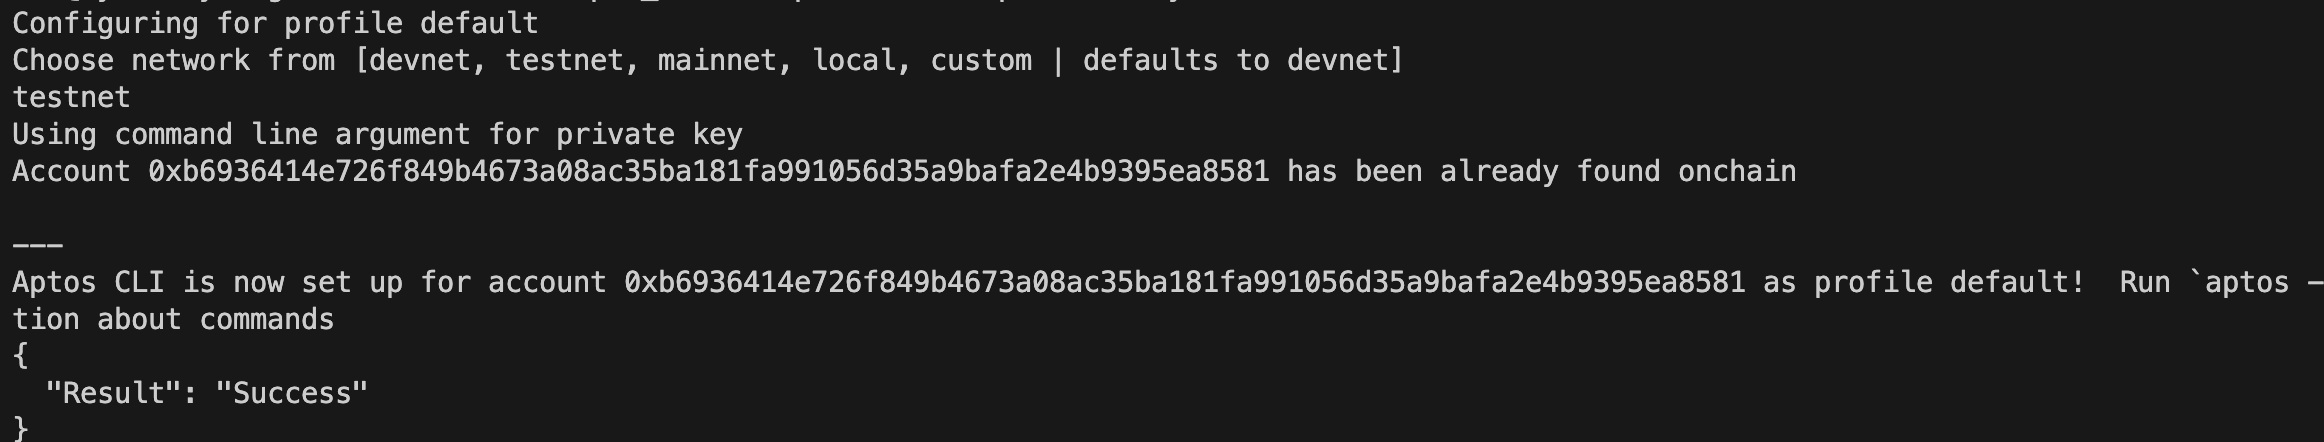 Configuring for profile default
Choose network from [devnet, testnet, mainnet, local, custom | defaults to devnet]
testnet
Using command line argument for private key
Account 0xb6936414e726f849b4673a08ac35ba181fa991056d35a9bafa2e4b9395ea8581 has been already found onchain
---
Aptos CLI is now set up for account 0xb6936414e726f849b4673a08ac35ba181fa991056d35a9bafa2e4b9395ea8581 as profile default!  Run `aptos -
tion about commands
{
  "Result": "Success"
}